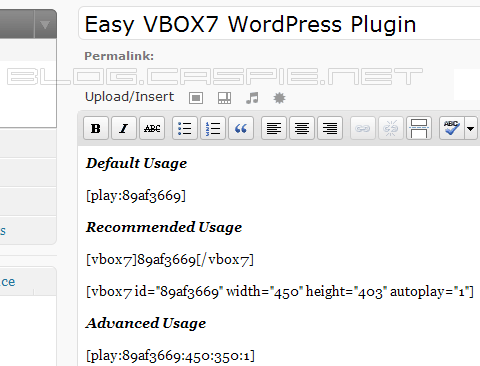 Easy VBOX7 WordPress Plugin
Permalink:
BLOG.CASPIE.NET
Upload/Insert
B I ABC ABC
Default Usage
[play:89af3669]
Recommended Usage
[vbox7]89af3669[/vbox7]
s
ce
[vbox7 id="89af3669" width="450" height="403" autoplay="1"]
Advanced Usage
[play:89af3669:450:350:1]